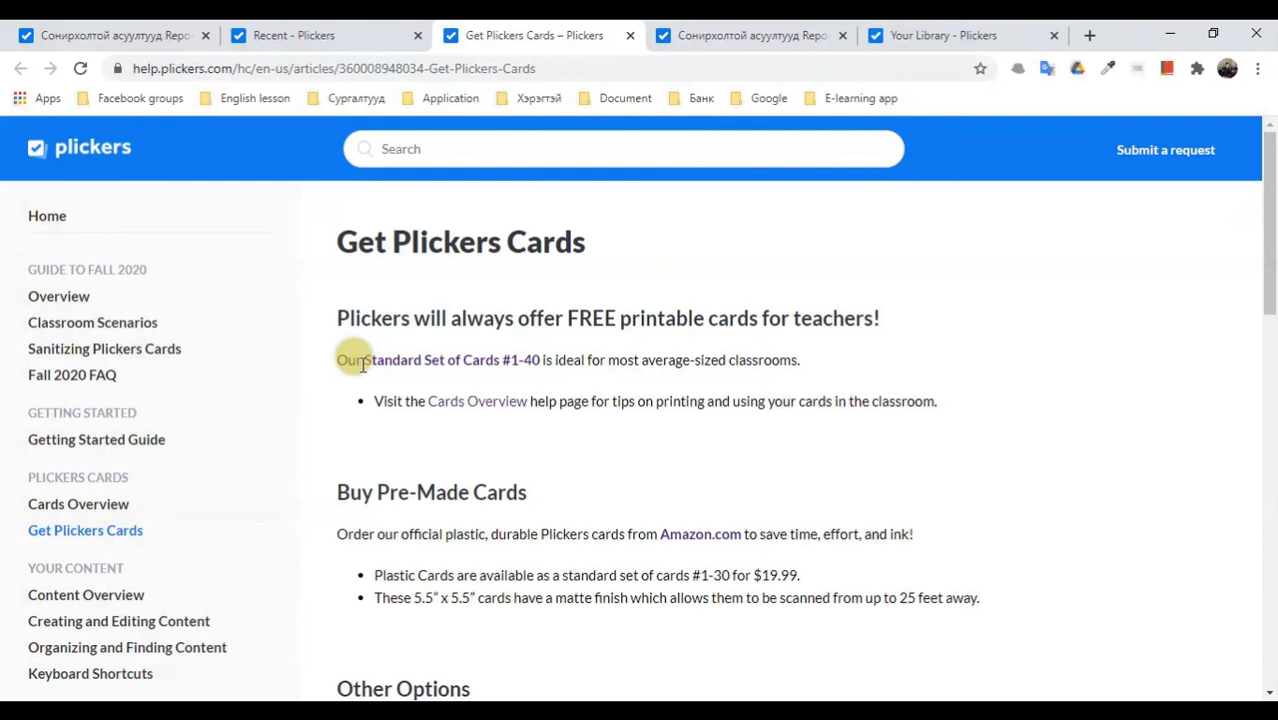 Сонирхолтой асуултууд Repo
Recent - Plickers
Get Plickers Cards – Plickers
Сонирхолтой асуултууд Repo
Your Library - Plickers
help.plickers.com/hc/en-us/articles/360008948034-Get-Plickers-Cards
Apps
Facebook groups
English lesson
Сургалтууд
Application
Хэрэгтэй
Document
Банк
Google
E-learning app
plickers
Search
Submit a request
Home
GUIDE TO FALL 2020
Overview
Classroom Scenarios
Sanitizing Plickers Cards
Fall 2020 FAQ
GETTING STARTED
Getting Started Guide
PLICKERS CARDS
Cards Overview
Get Plickers Cards
YOUR CONTENT
Content Overview
Creating and Editing Content
Organizing and Finding Content
Keyboard Shortcuts
Get Plickers Cards
Plickers will always offer FREE printable cards for teachers!
Our Standard Set of Cards #1-40 is ideal for most average-sized classrooms.
• Visit the Cards Overview help page for tips on printing and using your cards in the classroom.
Buy Pre-Made Cards
Order our official plastic, durable Plickers cards from Amazon.com to save time, effort, and ink!
• Plastic Cards are available as a standard set of cards #1-30 for $19.99.
• These 5.5” x 5.5” cards have a matte finish which allows them to be scanned from up to 25 feet away.
Other Options